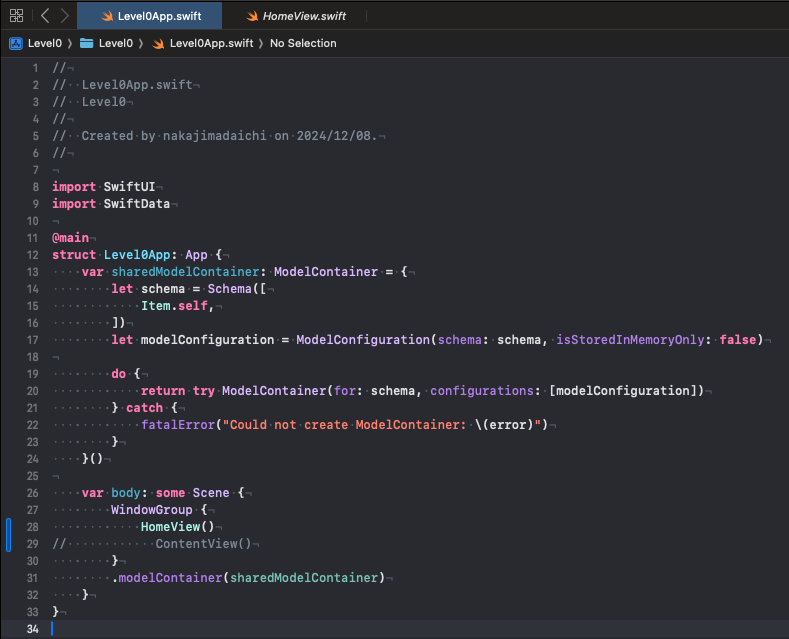 Level0App.swift
HomeView.swift
Level0 〉 Level0 〉 Level0App.swift 〉 No Selection
1 //¬
2 //  Level0App.swift¬
3 //  Level0¬
4 //¬
5 //  Created by nakajimadaichi on 2024/12/08.¬
6 //¬
7 ¬
8 import SwiftUI¬
9 import SwiftData¬
10 ¬
11 @main¬
12 struct Level0App: App {¬
13     var sharedModelContainer: ModelContainer = {¬
14         let schema = Schema([¬
15             Item.self,¬
16         ])¬
17         let modelConfiguration = ModelConfiguration(schema: schema, isStoredInMemoryOnly: false)¬
18 ¬
19         do {¬
20             return try ModelContainer(for: schema, configurations: [modelConfiguration])¬
21         } catch {¬
22             fatalError("Could not create ModelContainer: \(error)")¬
23         }¬
24     }()¬
25 ¬
26     var body: some Scene {¬
27         WindowGroup {¬
28             HomeView()¬
29 //            ContentView()¬
30         }¬
31         .modelContainer(sharedModelContainer)¬
32     }¬
33 }¬
34